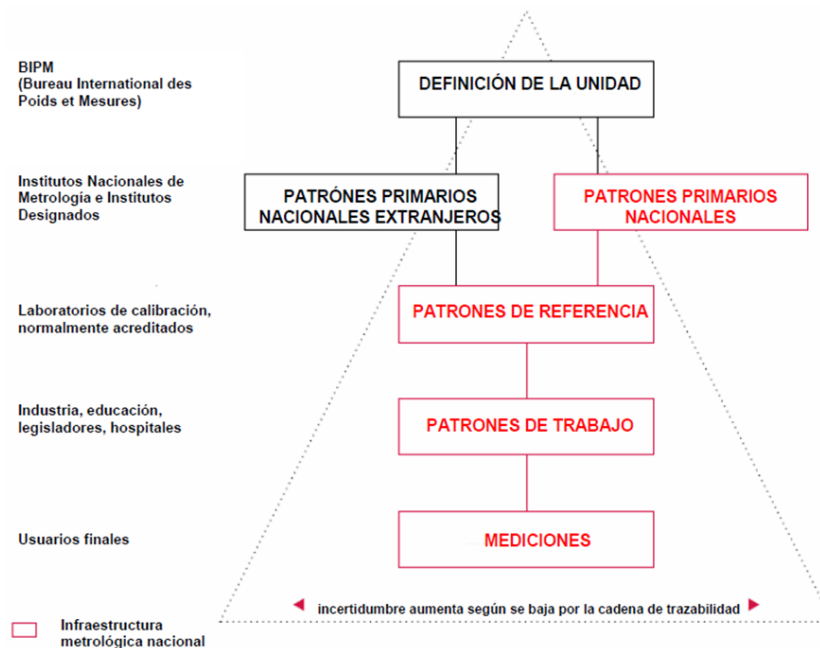 BIPM
(Bureau International des
Poids et Mesures)
DEFINICIÓN DE LA UNIDAD
Institutos Nacionales de
Metrología e Institutos
Designados
PATRÓNES PRIMARIOS
NACIONALES EXTRANJEROS
PATRONES PRIMARIOS
NACIONALES
Laboratorios de calibración,
normalmente acreditados
PATRONES DE REFERENCIA
Industria, educación,
legisladores, hospitales
PATRONES DE TRABAJO
Usuarios finales
MEDICIONES
incertidumbre aumenta según se baja por la cadena de trazabilidad
Infraestructura
metrológica nacional